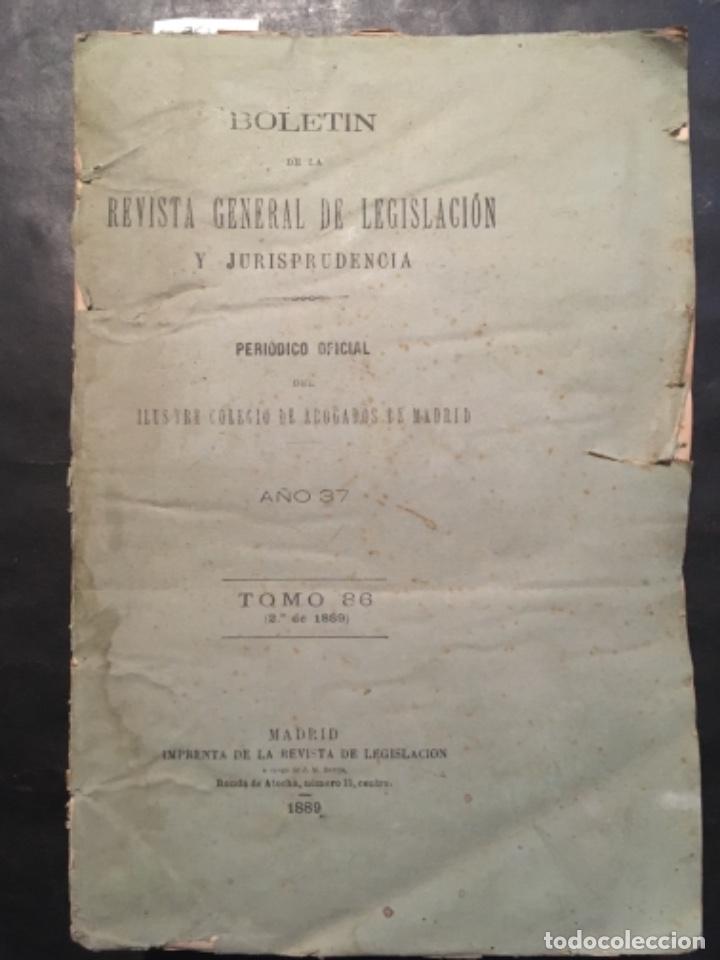 BOLETIN
DE LA
REVISTA GENERAL DE LEGISLACIÓN
Y JURISPRUDENCIA
PERIÓDICO OFICIAL
DEL
ILUSTRE COLEGIO DE ABOGADOS DE MADRID
AÑO 37
TOMO 86
(2.º de 1889)
MADRID
IMPRENTA DE LA REVISTA DE LEGISLACION
á cargo de J. M.
Ronda de Atocha, número 15, centro.
1889
todocoleccion